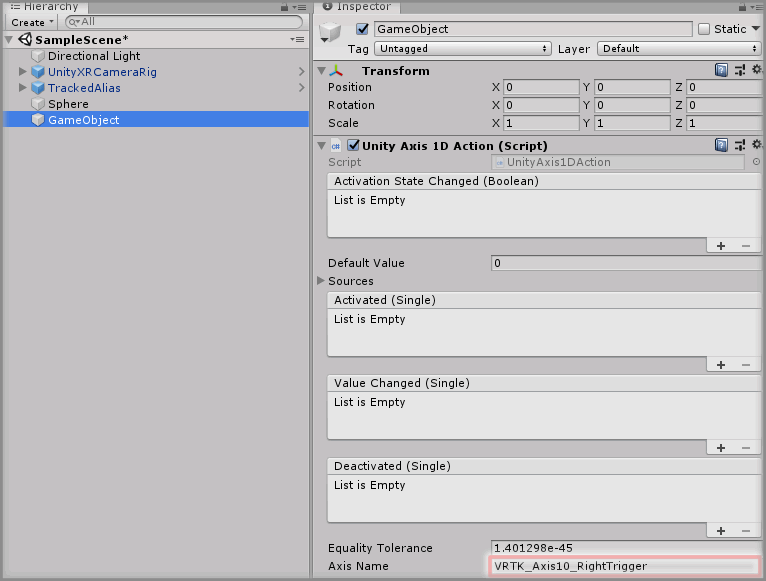 Hierarchy
Create
All
SampleScene*
Directional Light
UnityXRCameraRig
TrackedAlias
Sphere
GameObject
Inspector
GameObject
Static
Tag Untagged Layer Default
Transform
Position X 0 Y 0 Z 0
Rotation X 0 Y 0 Z 0
Scale X 1 Y 1 Z 1
Unity Axis 1D Action (Script)
Script UnityAxis1DAction
Activation State Changed (Boolean)
List is Empty
+ −
Default Value 0
Sources
Activated (Single)
List is Empty
+ −
Value Changed (Single)
List is Empty
+ −
Deactivated (Single)
List is Empty
+ −
Equality Tolerance 1.401298e-45
Axis Name VRTK_Axis10_RightTrigger